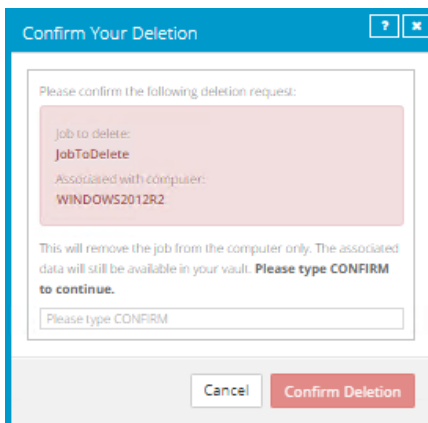 Confirm Your Deletion
? ×
Please confirm the following deletion request:
Job to delete:
JobToDelete
Associated with computer:
WINDOWS2012R2
This will remove the job from the computer only. The associated
data will still be available in your vault. Please type CONFIRM
to continue.
Please type CONFIRM
Cancel
Confirm Deletion